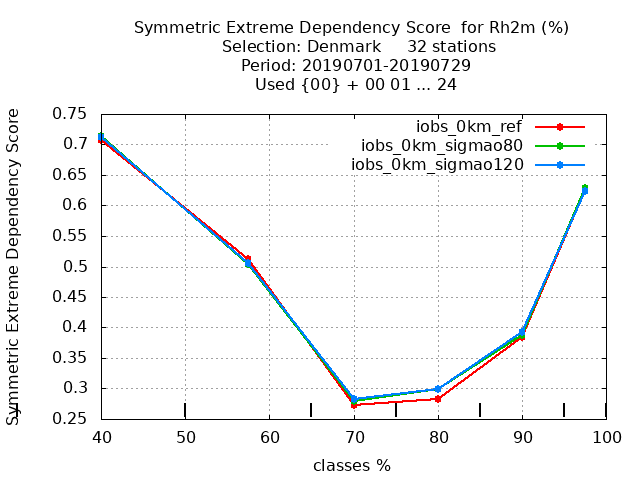 Symmetric Extreme Dependency Score  for Rh2m (%)
Selection: Denmark     32 stations
Period: 20190701-20190729
Used {00} + 00 01 ... 24
Symmetric Extreme Dependency Score
0.75
0.7
0.65
0.6
0.55
0.5
0.45
0.4
0.35
0.3
0.25
iobs_0km_ref
iobs_0km_sigmao80
iobs_0km_sigmao120
40 50 60 70 80 90 100
classes %